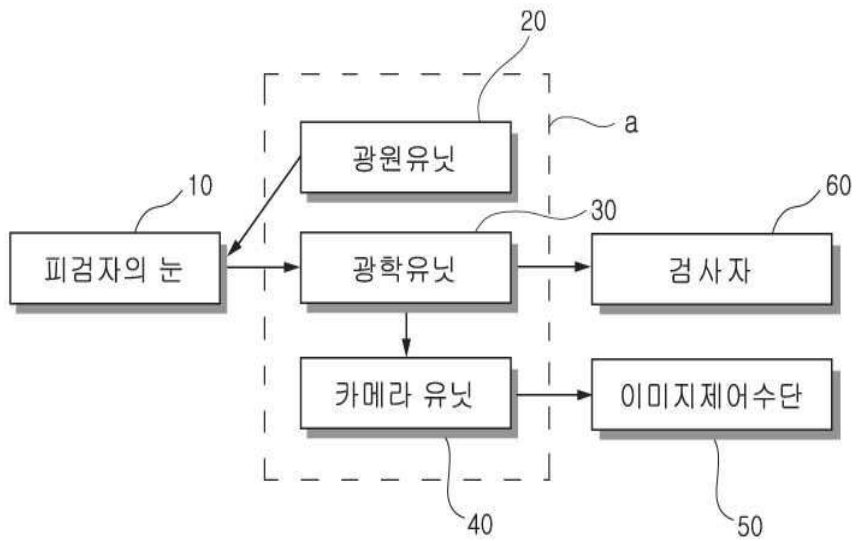 20
광원유닛
a
10
30
60
피검자의 눈
광학유닛
검사자
카메라 유닛
이미지제어수단
40
50